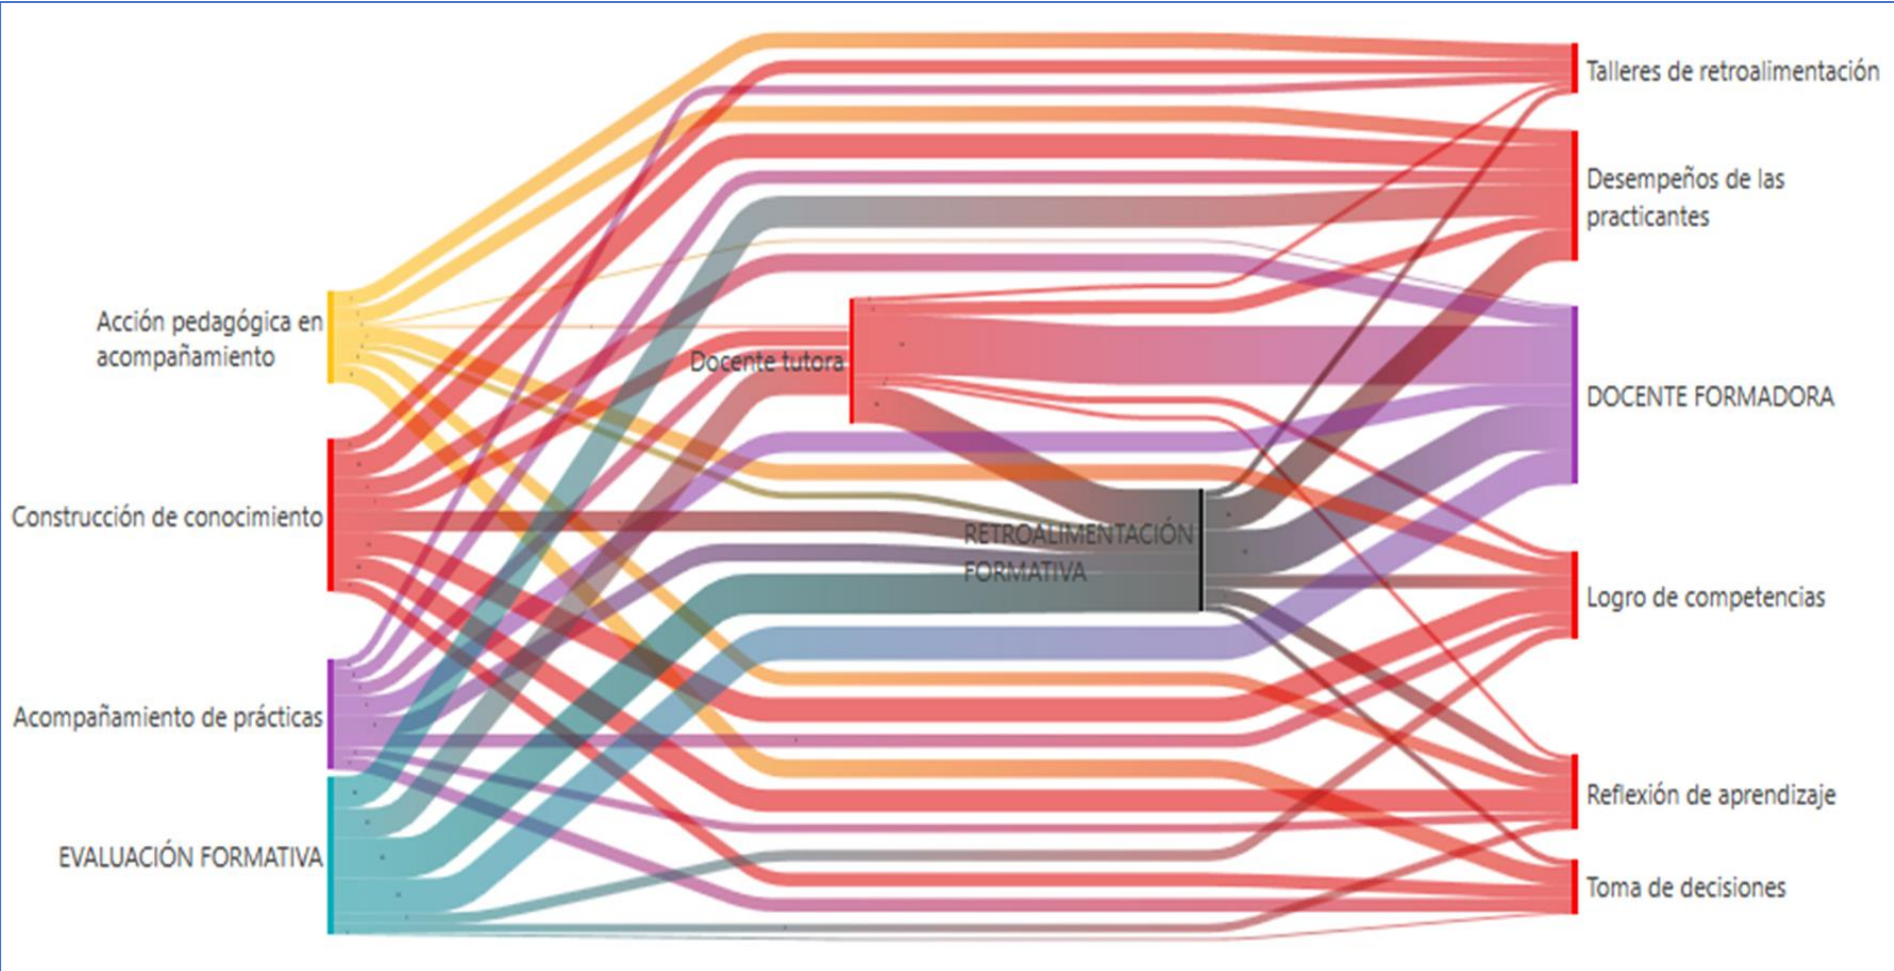 Talleres de retroalimentación
Desempeños de las
practicantes
Acción pedagógica en
acompañamiento
Docente tutora
DOCENTE FORMADORA
Construcción de conocimiento
RETROALIMENTACIÓN
FORMATIVA
Logro de competencias
Acompañamiento de prácticas
Reflexión de aprendizaje
EVALUACIÓN FORMATIVA
Toma de decisiones